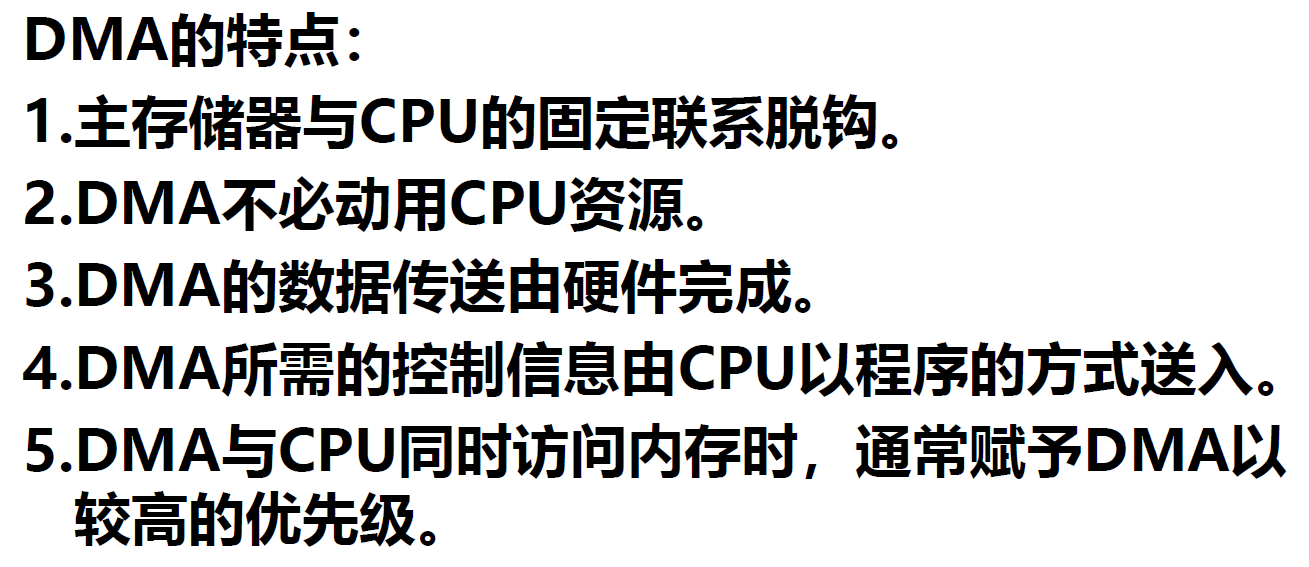 DMA的特点：
1.主存储器与CPU的固定联系脱钩。
2.DMA不必动用CPU资源。
3.DMA的数据传送由硬件完成。
4.DMA所需的控制信息由CPU以程序的方式送入。
5.DMA与CPU同时访问内存时，通常赋予DMA以
较高的优先级。